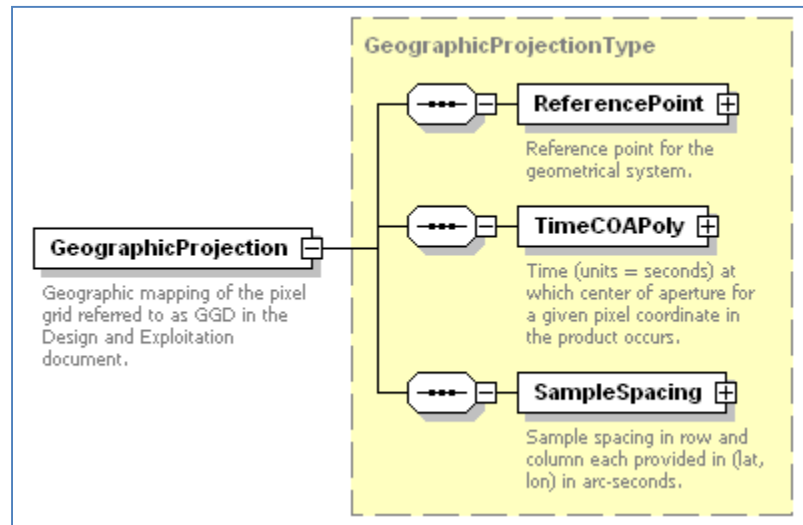 GeographicProjectionType
ReferencePoint
Reference point for the
geometrical system.
TimeCOAPoly
Time (units = seconds) at
which center of aperture for
a given pixel coordinate in
the product occurs.
GeographicProjection
Geographic mapping of the pixel
grid referred to as GGD in the
Design and Exploitation
document.
SampleSpacing
Sample spacing in row and
column each provided in (lat,
lon) in arc-seconds.